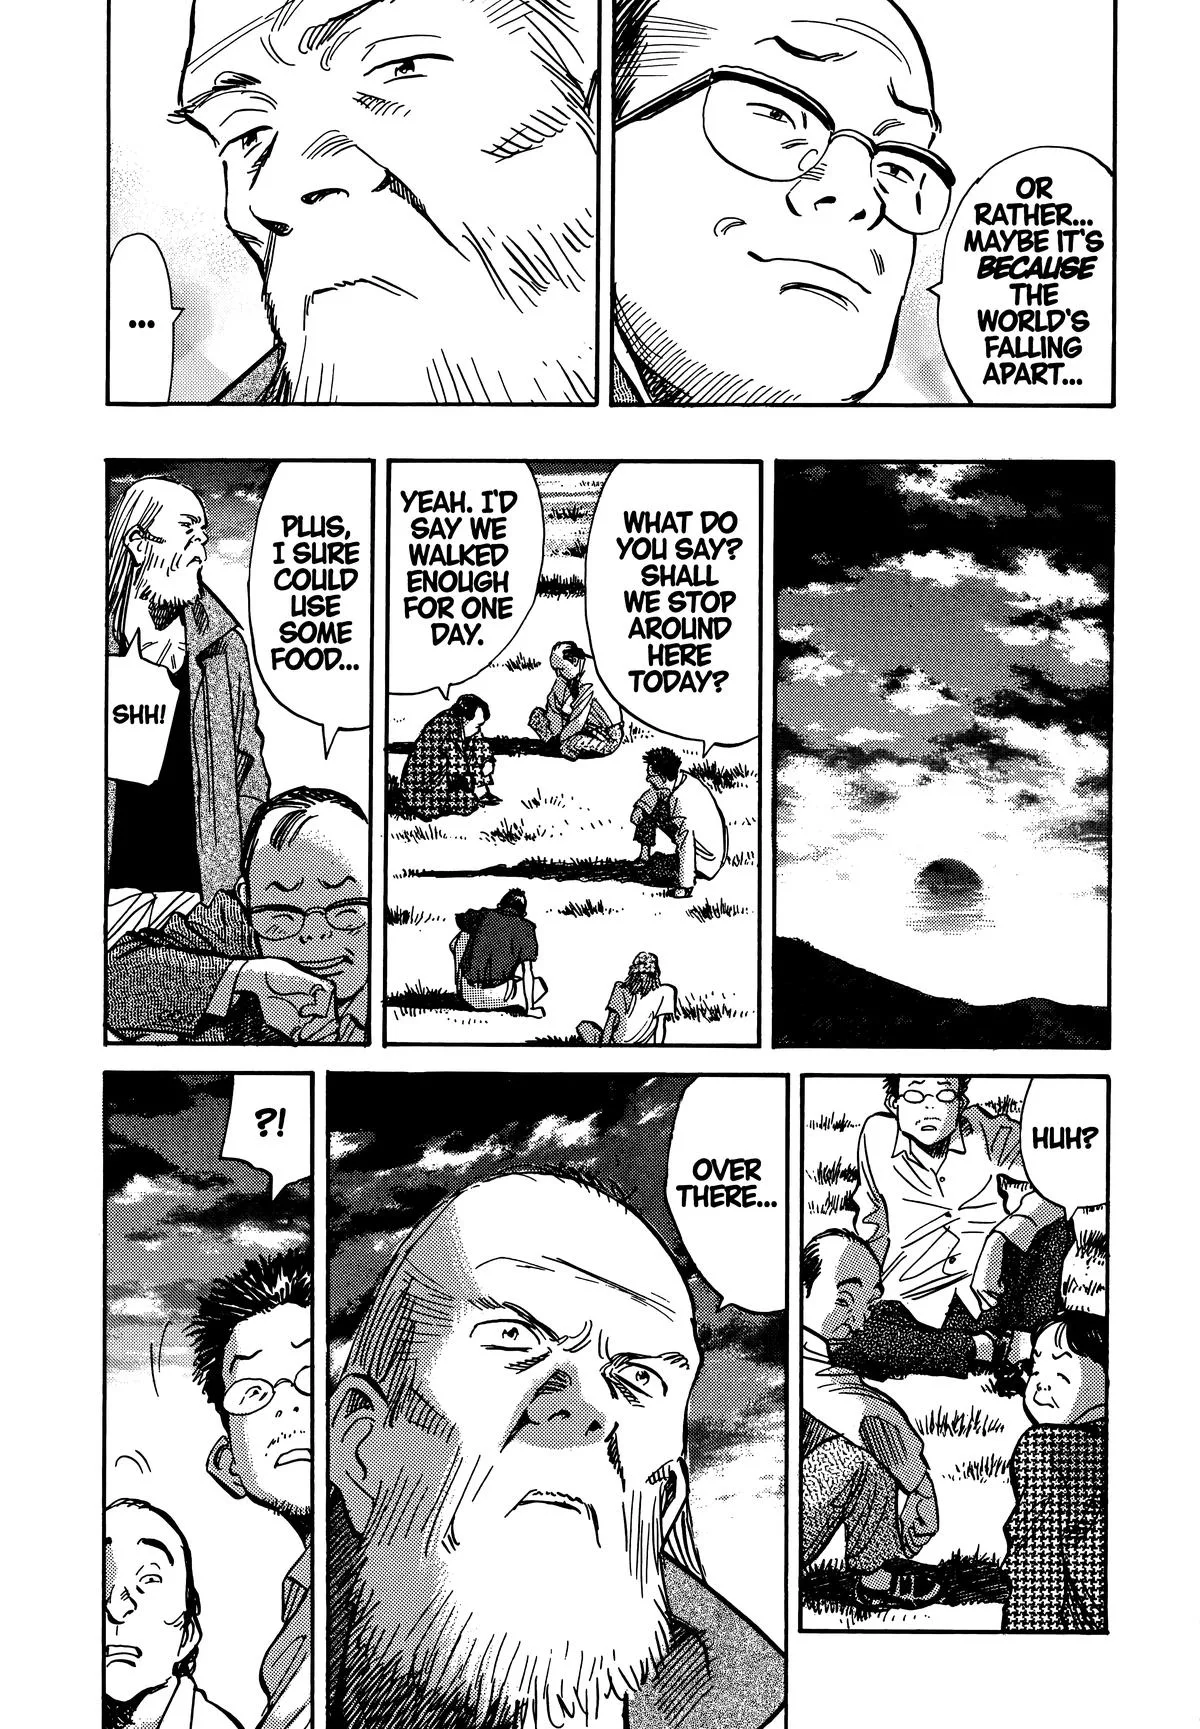 OR
RATHER...
MAYBE IT'S
BECAUSE
THE
WORLD'S
FALLING
APART...
...
WHAT DO
YOU SAY?
SHALL
WE STOP
AROUND
HERE
TODAY?
YEAH. I'D
SAY WE
WALKED
ENOUGH
FOR ONE
DAY.
PLUS,
I SURE
COULD
USE
SOME
FOOD...
SHH!
HUH?
OVER
THERE...
?!